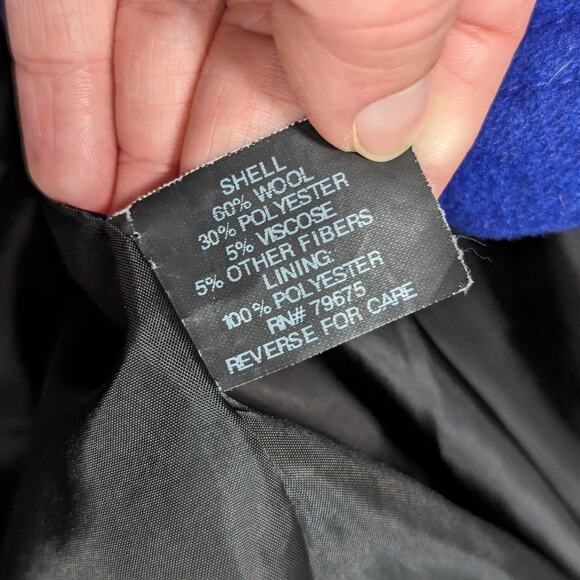 SHELL
60% WOOL
30% POLYESTER
5% VISCOSE
5% OTHER FIBERS
LINING:
100% POLYESTER
RN# 79675
REVERSE FOR CARE